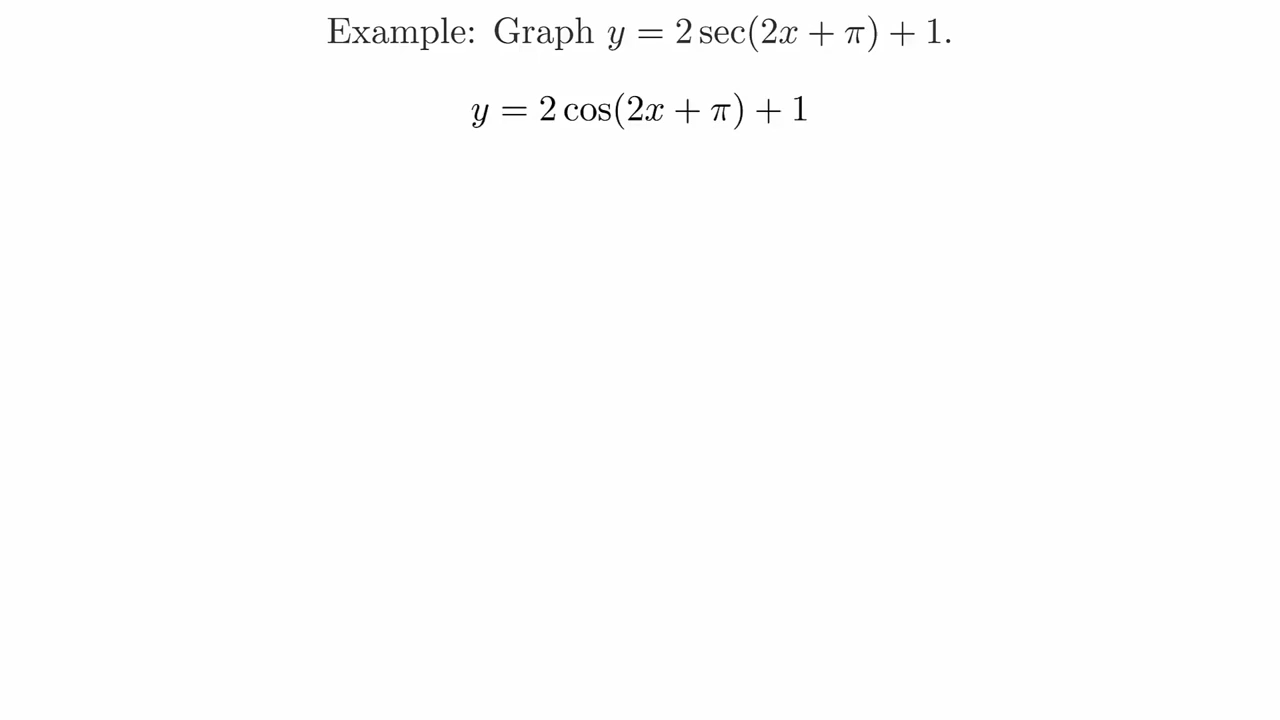 Example: Graph y = 2 sec(2x + π) + 1.
y = 2 cos(2x + π) + 1